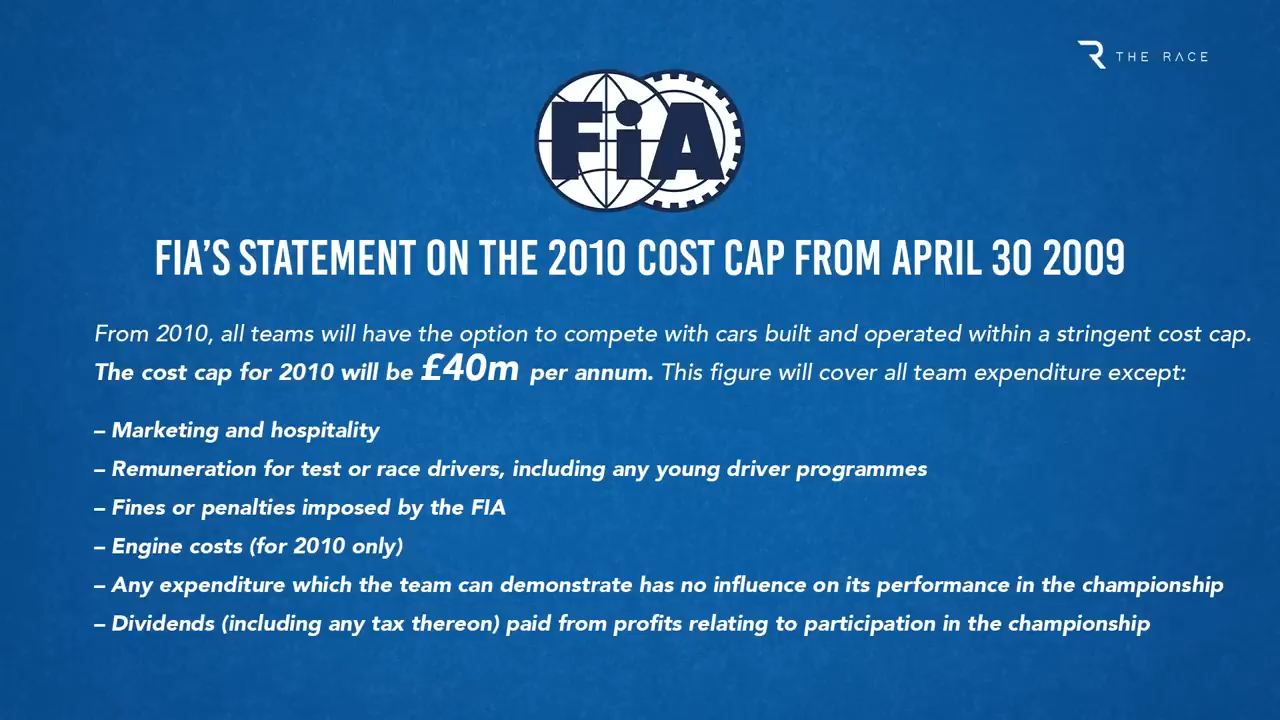 THE RACE
FiA
FIA'S STATEMENT ON THE 2010 COST CAP FROM APRIL 30 2009
From 2010, all teams will have the option to compete with cars built and operated within a stringent cost cap.
The cost cap for 2010 will be £40m per annum. This figure will cover all team expenditure except:
– Marketing and hospitality
– Remuneration for test or race drivers, including any young driver programmes
– Fines or penalties imposed by the FIA
– Engine costs (for 2010 only)
– Any expenditure which the team can demonstrate has no influence on its performance in the championship
– Dividends (including any tax thereon) paid from profits relating to participation in the championship